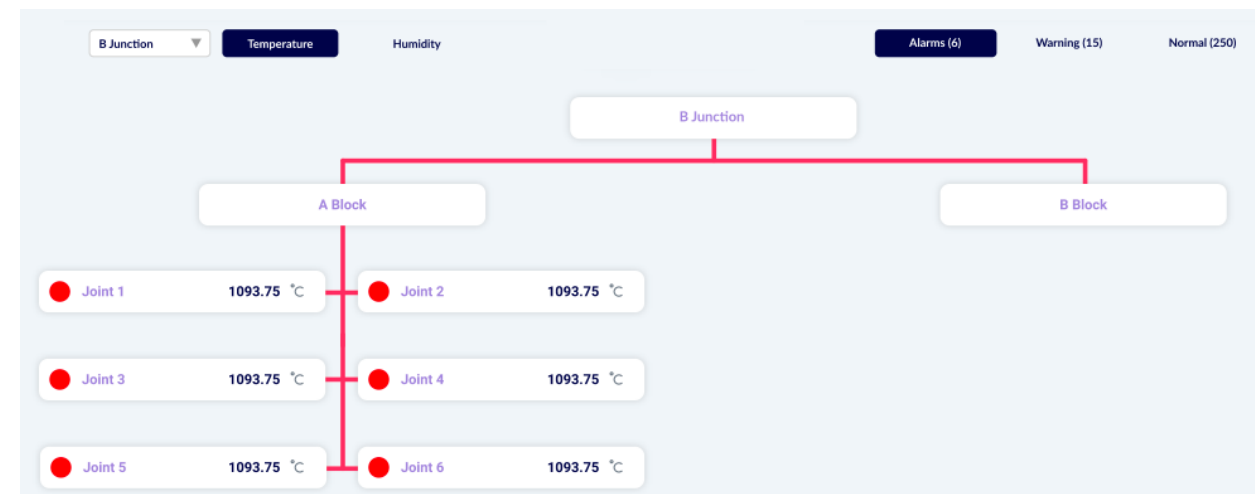 B Junction ▼ Temperature Humidity Alarms (6) Warning (15) Normal (250)
B Junction
A Block B Block
Joint 1 1093.75 °C Joint 2 1093.75 °C
Joint 3 1093.75 °C Joint 4 1093.75 °C
Joint 5 1093.75 °C Joint 6 1093.75 °C